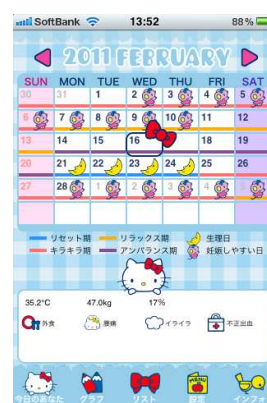 SoftBank 13:52 88%
2011 FEBRUARY
SUN MON TUE WED THU FRI SAT
30 31 1 2 3 4 5
6 7 8 9 10 11 12
13 14 15 16 18 19
20 21 22 23 24 25 26
27 28 1 2 3 4
リセット期 リラックス期 生理日
キラキラ期 アンバランス期 妊娠しやすい日
35.2°C 47.0kg 17%
外食 腰痛 イライラ 不正出血
MENU
今日のあなた グラフ リスト 設定 インフォ